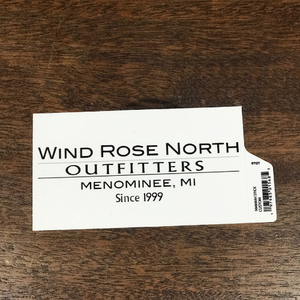 WIND ROSE NORTH
OUTFITTERS
MENOMINEE, MI
Since 1999